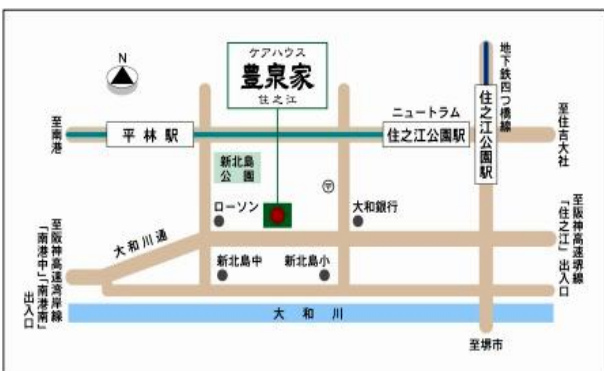 N
ケアハウス
豊泉家
住之江
地下鉄四つ橋線
至南港
平林駅
ニュートラム
住之江公園駅
住之江公園駅
至住吉大社
新北島
公園
〒
ローソン
大和銀行
大和川通
新北島中
新北島小
至阪神高速湾岸線
「南港中」「南港南」
出入口
至阪神高速堺線
「住之江」出入口
大和川
至堺市